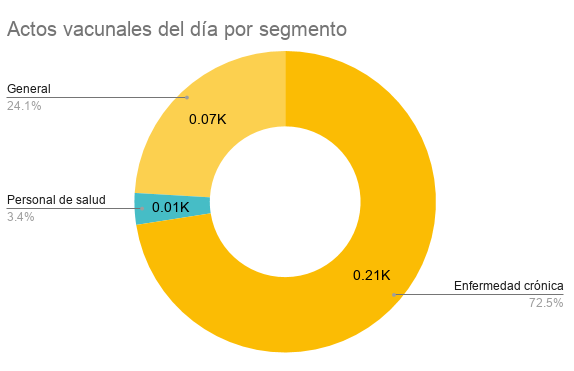 Actos vacunales del día por segmento
General
24.1%
0.07K
Personal de salud
3.4%
0.01K
0.21K
Enfermedad crónica
72.5%